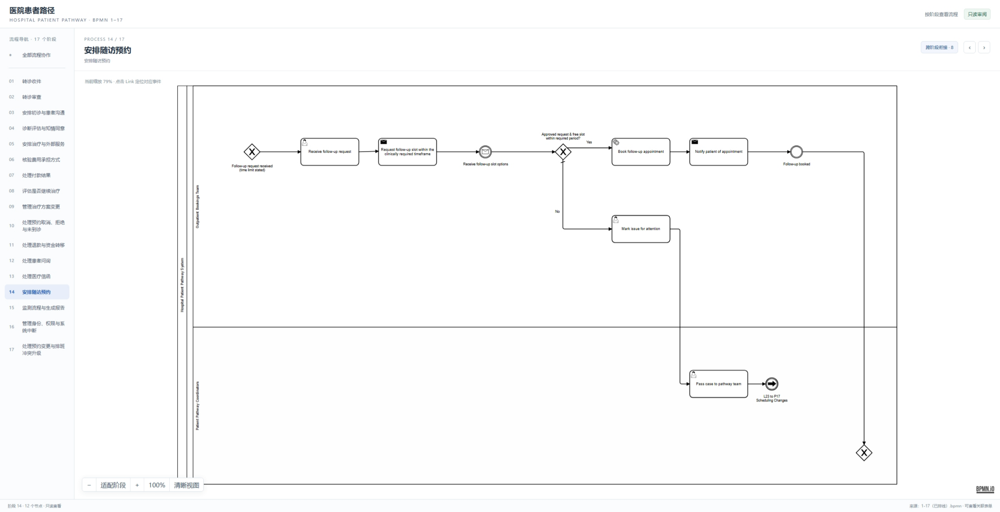 医院患者路径
HOSPITAL PATIENT PATHWAY · BPMN 1–17
按阶段查看流程
只读审阅
流程导航 · 17 个阶段
全部流程协作
01 转诊收件
02 转诊审查
03 安排初诊与患者沟通
04 诊断评估与知情同意
05 安排治疗与外部服务
06 核验费用承担方式
07 处理付款结果
08 评估是否继续治疗
09 管理治疗方案变更
10 处理预约取消、拒绝
与未到诊
11 处理退款与资金转移
12 处理患者问询
13 处理医疗信函
14 安排随访预约
15 监测流程与生成报告
16 管理身份、权限与系
统中断
17 处理预约变更与排班
冲突升级
PROCESS 14 / 17
安排随访预约
安排随访预约
跨阶段衔接 · 8
‹
›
当前缩放 79% · 点击 Link 定位对应事件
Hospital Patient Pathway System
Outpatient Bookings Team
Follow-up request received
(time limit stated)
Receive follow-up request
Request follow-up slot within the
clinically required timeframe
Receive follow-up slot options
Approved request & free slot
within required period?
Yes
No
Book follow-up appointment
Notify patient of appointment
Follow-up booked
Mark issue for attention
Patient Pathway Coordinators
Pass case to pathway team
L23 to P17
Scheduling Changes
−
适配阶段
+
100%
清晰视图
BPMN.iO
阶段 14 · 12 个节点 · 只读查看
来源：1-17（已排线）.bpmn · 可查看关联表单